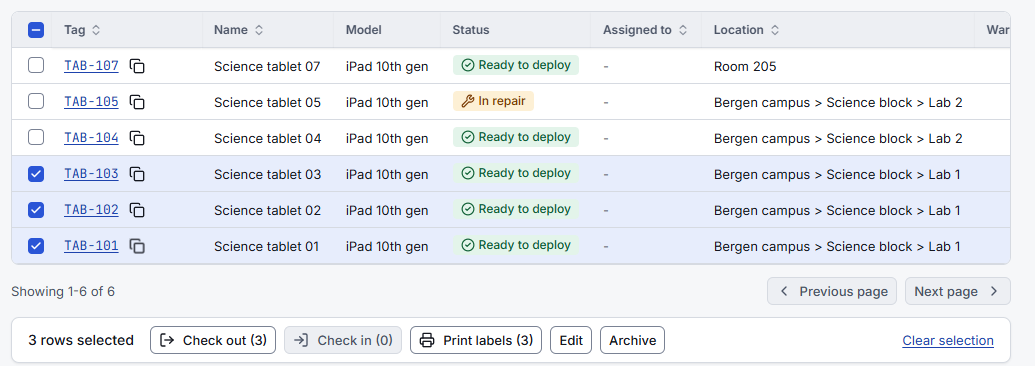 Tag Name Model Status Assigned to Location War
TAB-107 Science tablet 07 iPad 10th gen Ready to deploy - Room 205
TAB-105 Science tablet 05 iPad 10th gen In repair - Bergen campus > Science block > Lab 2
TAB-104 Science tablet 04 iPad 10th gen Ready to deploy - Bergen campus > Science block > Lab 2
TAB-103 Science tablet 03 iPad 10th gen Ready to deploy - Bergen campus > Science block > Lab 1
TAB-102 Science tablet 02 iPad 10th gen Ready to deploy - Bergen campus > Science block > Lab 1
TAB-101 Science tablet 01 iPad 10th gen Ready to deploy - Bergen campus > Science block > Lab 1
Showing 1-6 of 6 Previous page Next page
3 rows selected Check out (3) Check in (0) Print labels (3) Edit Archive Clear selection